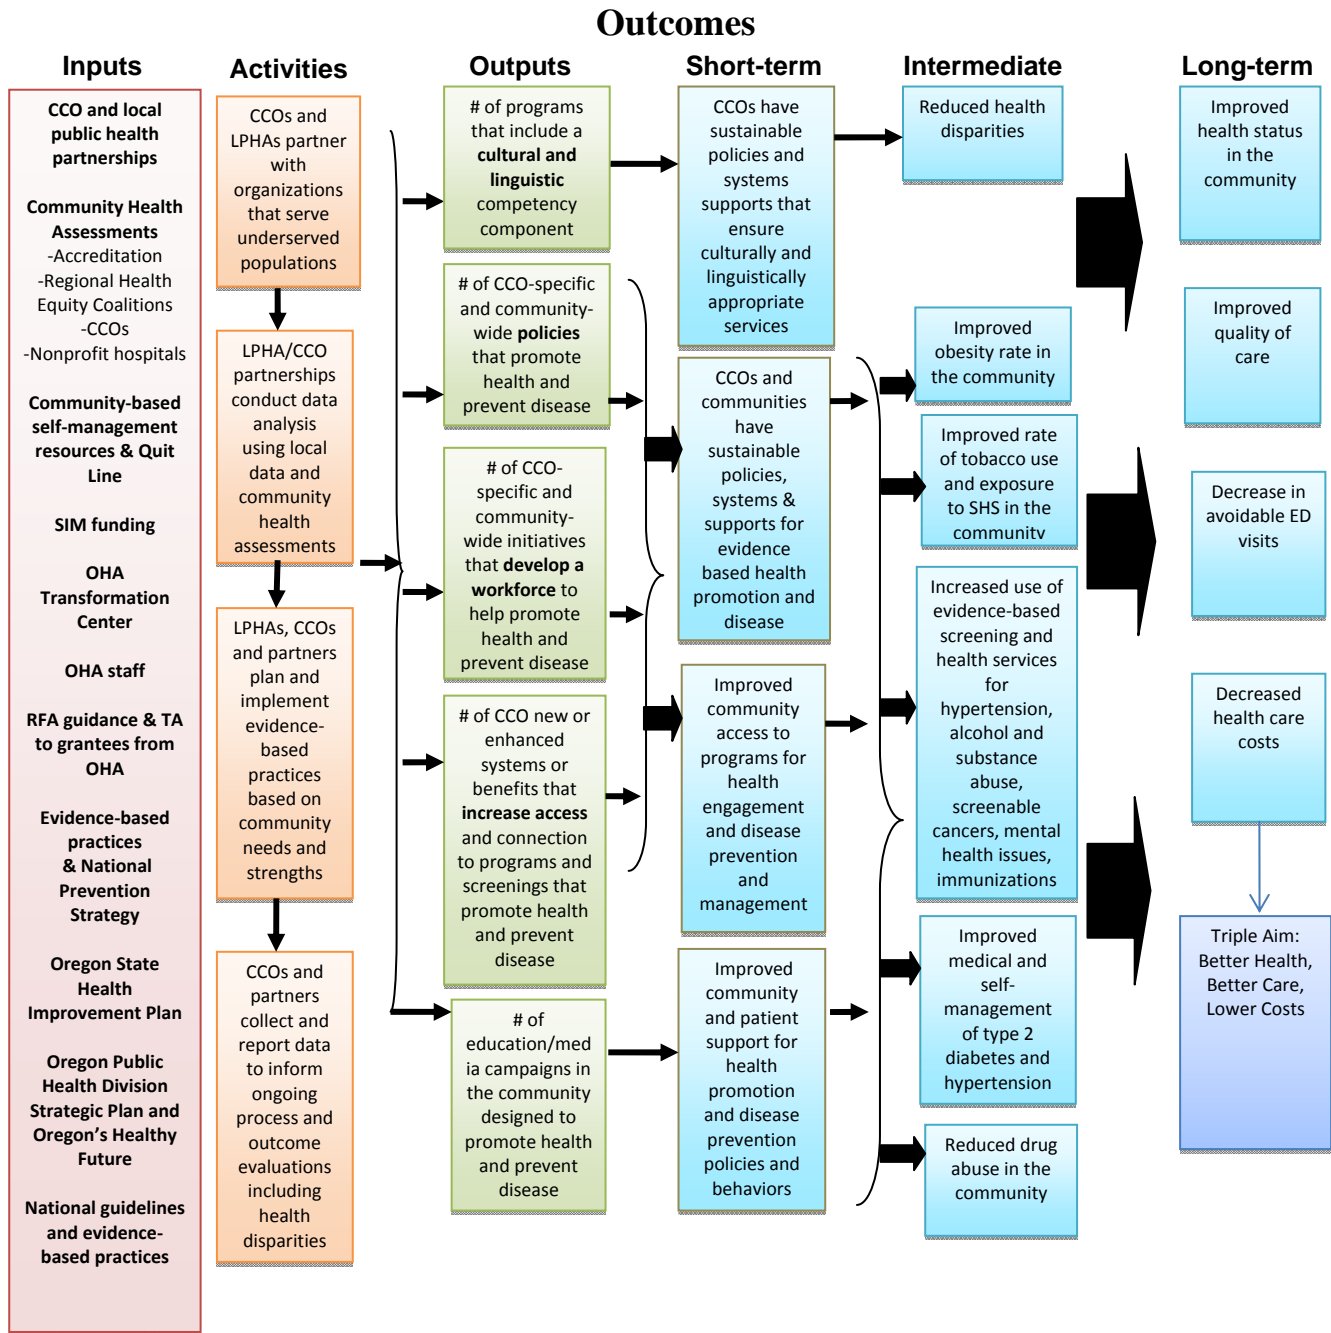 Outcomes
Inputs
Activities
Outputs
Short-term
Intermediate
Long-term
CCO and local
public health
partnerships
Community Health
Assessments
-Accreditation
-Regional Health
Equity Coalitions
-CCOs
-Nonprofit hospitals
Community-based
self-management
resources & Quit
Line
SIM funding
OHA
Transformation
Center
OHA staff
RFA guidance & TA
to grantees from
OHA
Evidence-based
practices
& National
Prevention
Strategy
Oregon State
Health
Improvement Plan
Oregon Public
Health Division
Strategic Plan and
Oregon’s Healthy
Future
National guidelines
and evidence-
based practices
CCOs and
LPHAs partner
with
organizations
that serve
underserved
populations
LPHA/CCO
partnerships
conduct data
analysis
using local
data and
community
health
assessments
LPHAs, CCOs
and partners
plan and
implement
evidence-
based
practices
based on
community
needs and
strengths
CCOs and
partners
collect and
report data
to inform
ongoing
process and
outcome
evaluations
including
health
disparities
# of programs
that include a
cultural and
linguistic
competency
component
# of CCO-specific
and community-
wide policies
that promote
health and
prevent disease
# of CCO-
specific and
community-
wide initiatives
that develop a
workforce to
help promote
health and
prevent disease
# of CCO new or
enhanced
systems or
benefits that
increase access
and connection
to programs and
screenings that
promote health
and prevent
disease
# of
education/med
ia campaigns in
the community
designed to
promote health
and prevent
disease
CCOs have
sustainable
policies and
systems
supports that
ensure
culturally and
linguistically
appropriate
services
CCOs and
communities
have
sustainable
policies,
systems &
supports for
evidence
based health
promotion and
disease
Improved
community
access to
programs for
health
engagement
and disease
prevention
and
management
Improved
community
and patient
support for
health
promotion
and disease
prevention
policies and
behaviors
Reduced health
disparities
Improved
obesity rate in
the community
Improved rate
of tobacco use
and exposure
to SHS in the
community
Increased use of
evidence-based
screening and
health services
for
hypertension,
alcohol and
substance
abuse,
screenable
cancers, mental
health issues,
immunizations
Improved
medical and
self-
management
of type 2
diabetes and
hypertension
Reduced drug
abuse in the
community
Improved
health status
in the
community
Improved
quality of
care
Decrease in
avoidable ED
visits
Decreased
health care
costs
Triple Aim:
Better Health,
Better Care,
Lower Costs